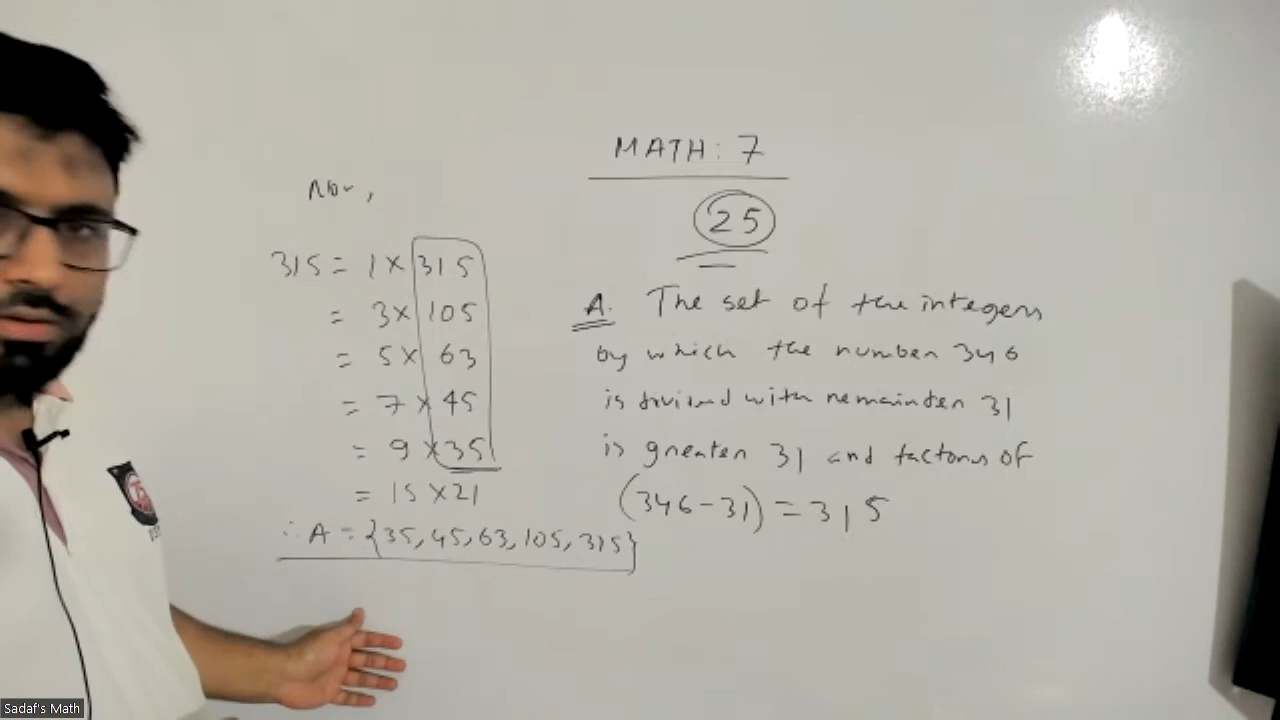 MATH: 7
25
Now,
315 = 1 × 315
= 3 × 105
= 5 × 63
= 7 × 45
= 9 × 35
= 15 × 21
∴ A = {35, 45, 63, 105, 315}
A. The set of the integers
by which the number 346
is divided with remainder 31
is greater 31 and factors of
(346-31) = 315
Sadaf's Math